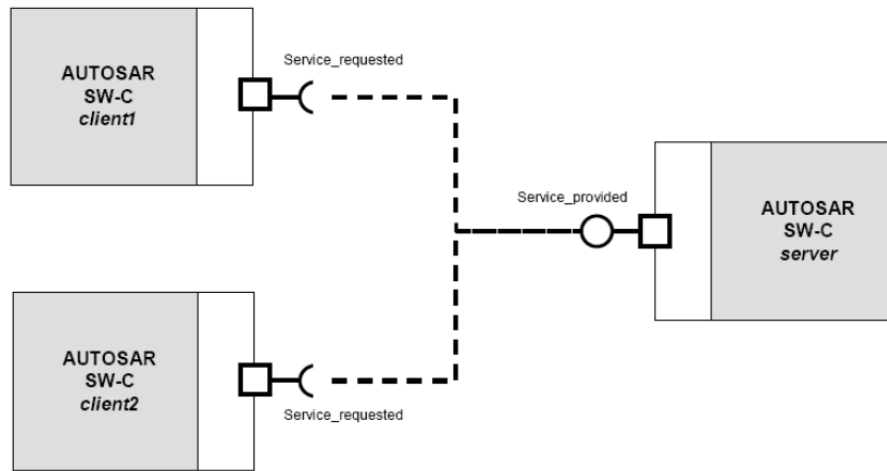 AUTOSAR
SW-C
client1
Service_requested
Service_provided
AUTOSAR
SW-C
server
AUTOSAR
SW-C
client2
Service_requested